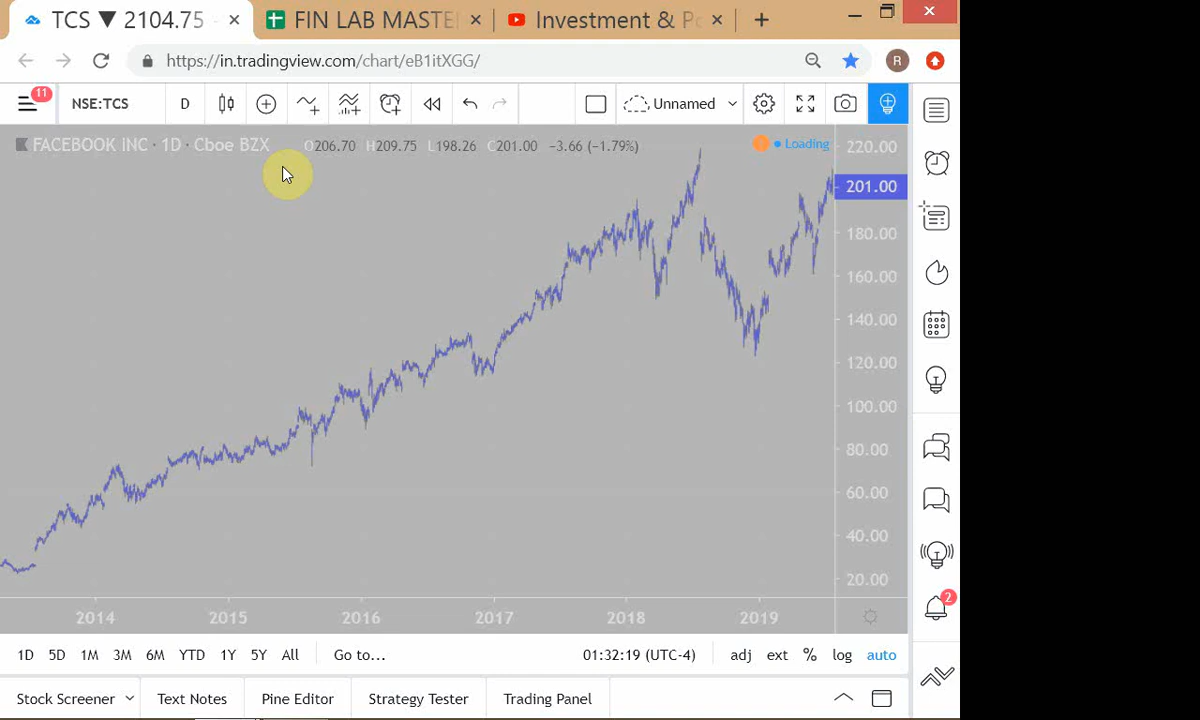 TCS ▼ 2104.75
FIN LAB MASTE
Investment & Po
https://in.tradingview.com/chart/eB1itXGG/
R
11
NSE:TCS
D
Unnamed
FACEBOOK INC · 1D · Cboe BZX
O206.70 H209.75 L198.26 C201.00 −3.66 (−1.79%)
! Loading
220.00
201.00
180.00
160.00
140.00
120.00
100.00
80.00
60.00
40.00
20.00
2014 2015 2016 2017 2018 2019
2
1D 5D 1M 3M 6M YTD 1Y 5Y All Go to... 01:32:19 (UTC-4) adj ext % log auto
Stock Screener Text Notes Pine Editor Strategy Tester Trading Panel